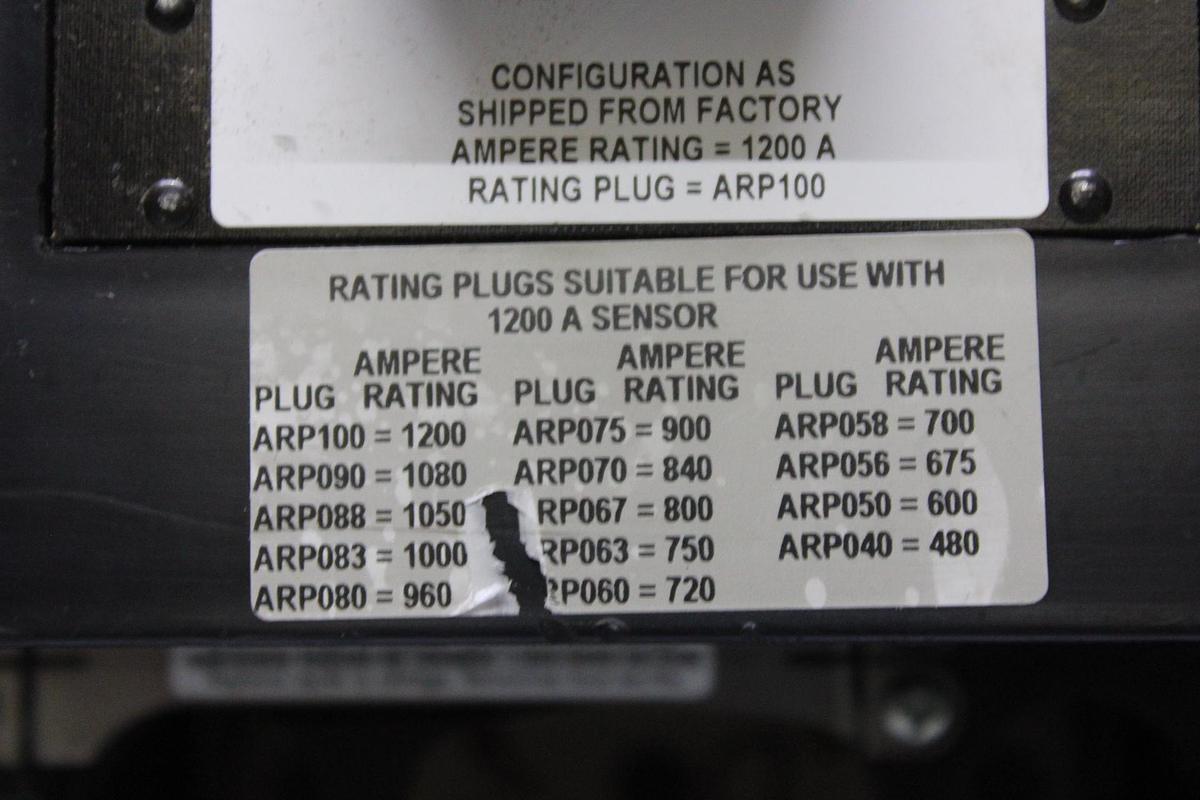 CONFIGURATION AS
SHIPPED FROM FACTORY
AMPERE RATING = 1200 A
RATING PLUG = ARP100
RATING PLUGS SUITABLE FOR USE WITH
1200 A SENSOR
AMPERE AMPERE AMPERE
PLUG RATING PLUG RATING PLUG RATING
ARP100 = 1200 ARP075 = 900 ARP058 = 700
ARP090 = 1080 ARP070 = 840 ARP056 = 675
ARP088 = 1050 RP067 = 800 ARP050 = 600
ARP083 = 1000 RP063 = 750 ARP040 = 480
ARP080 = 960 RP060 = 720